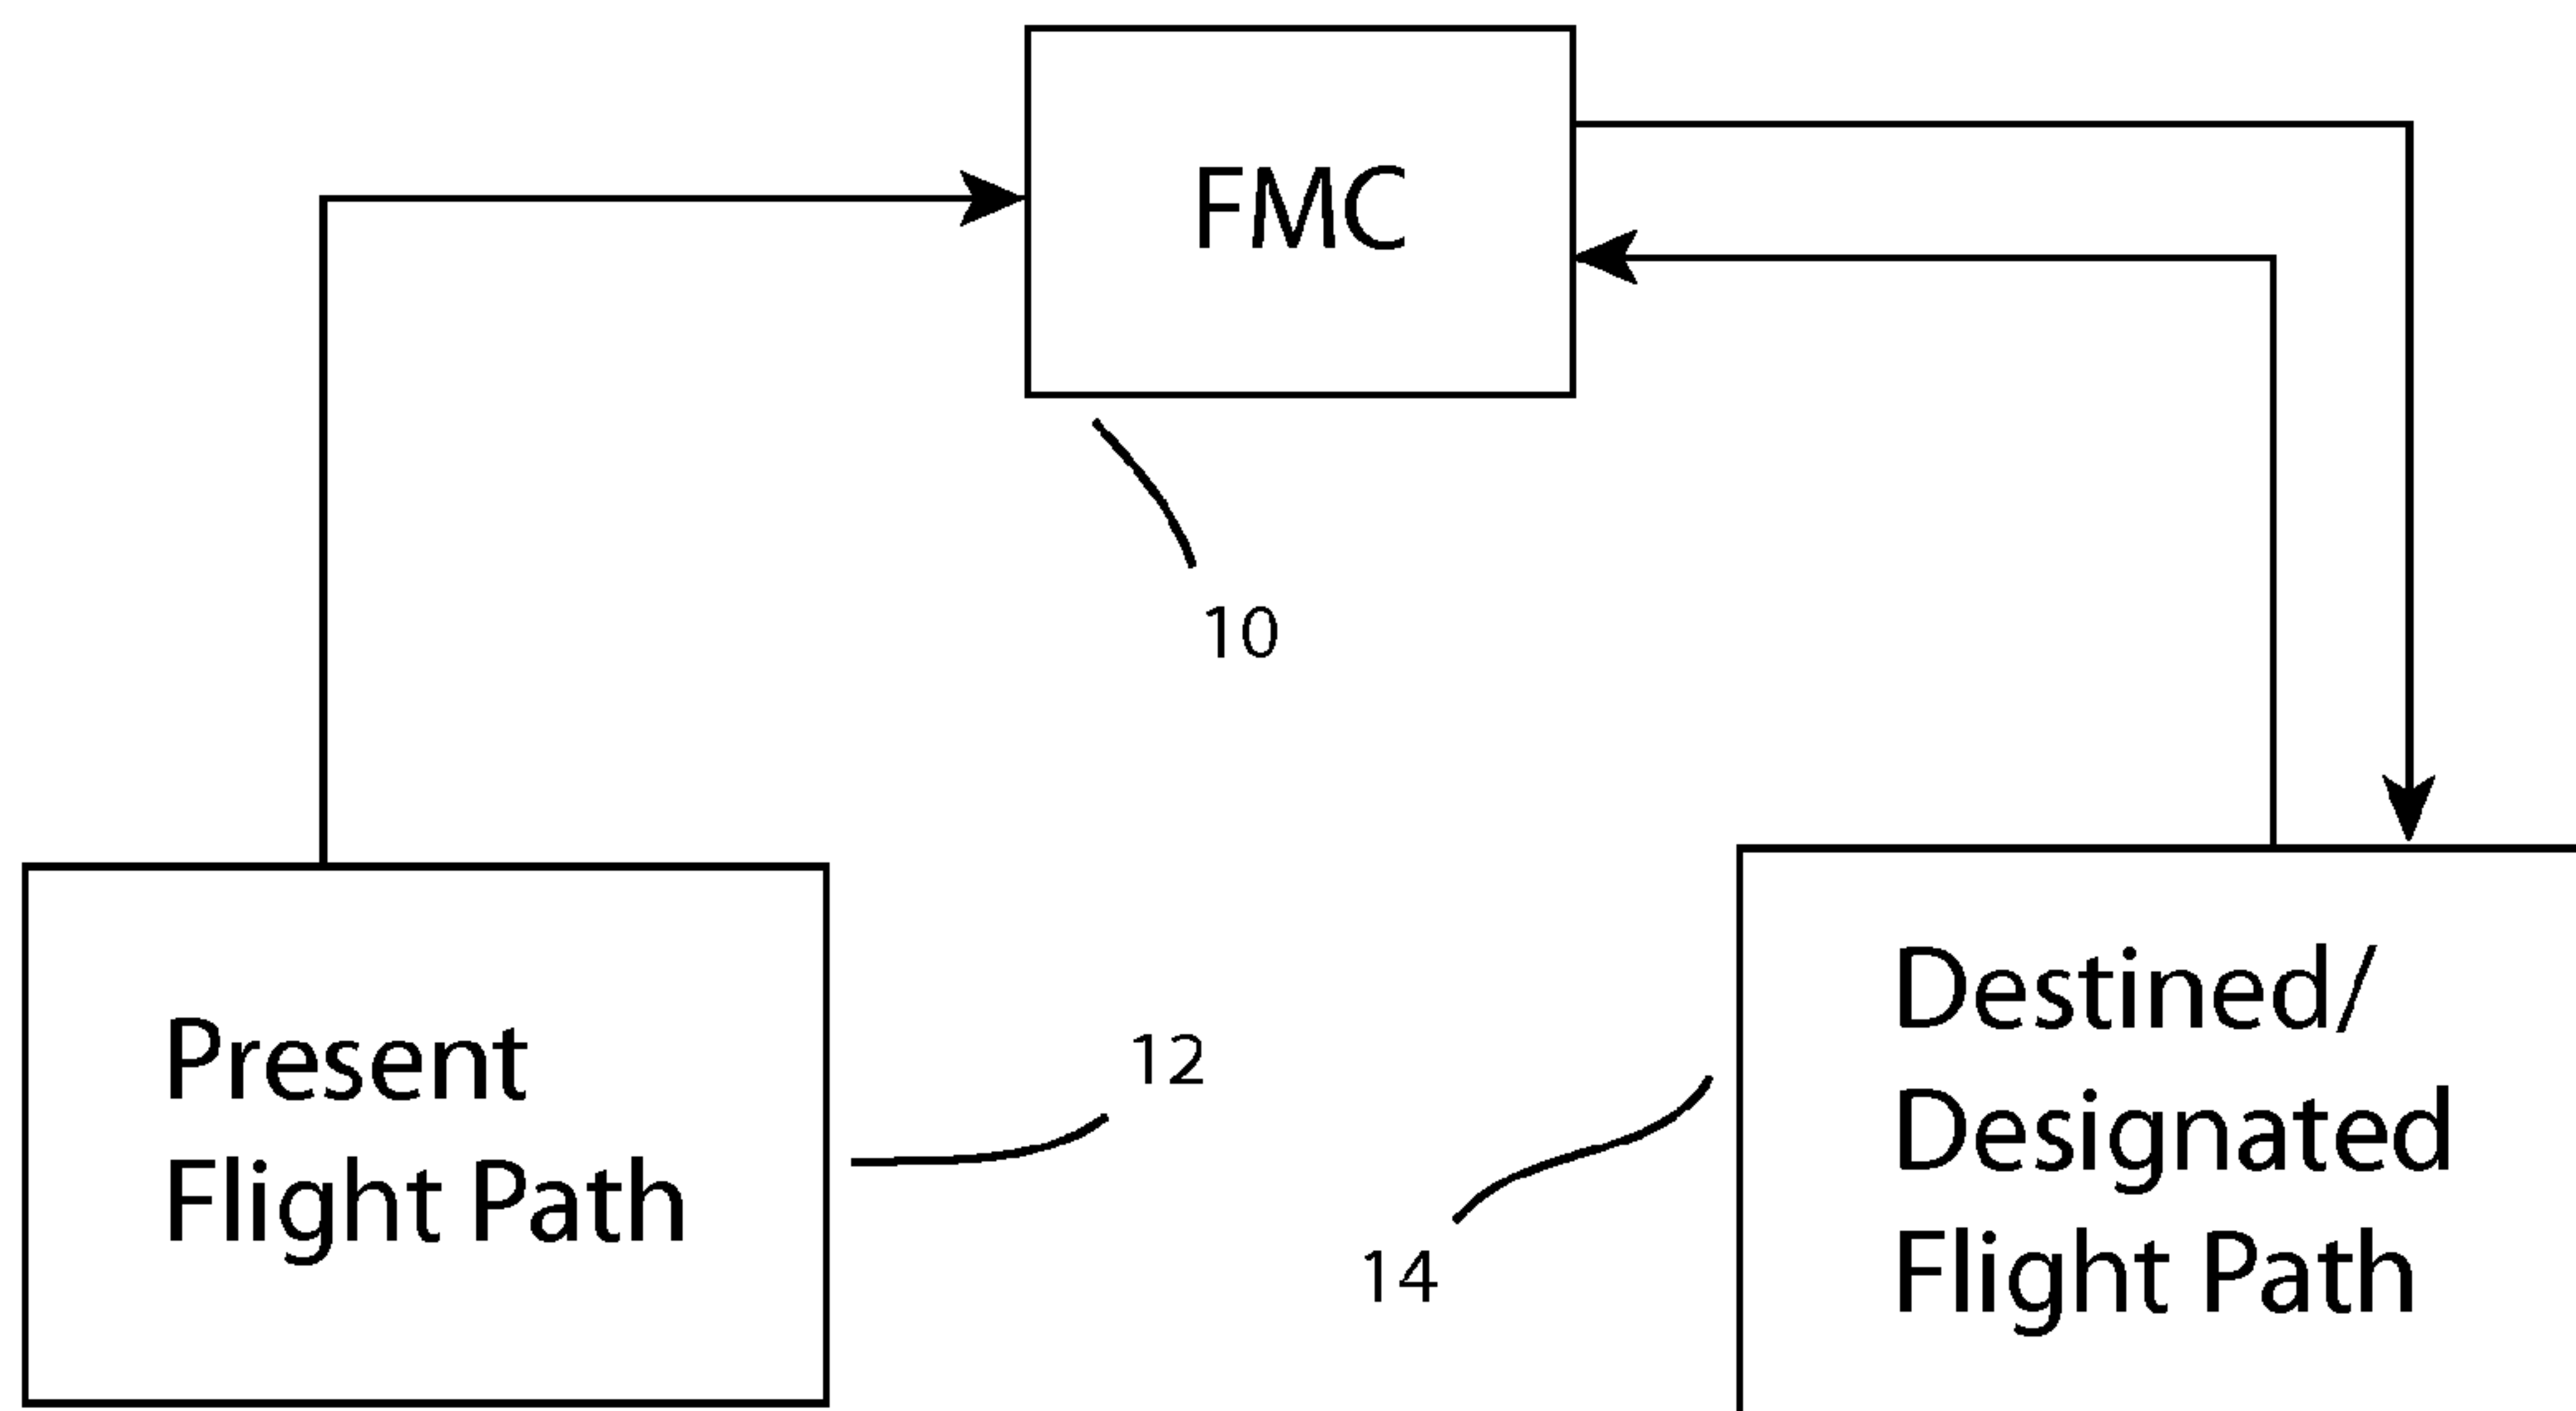 FMC
10
Present
Flight Path
12
14
Destined/
Designated
Flight Path